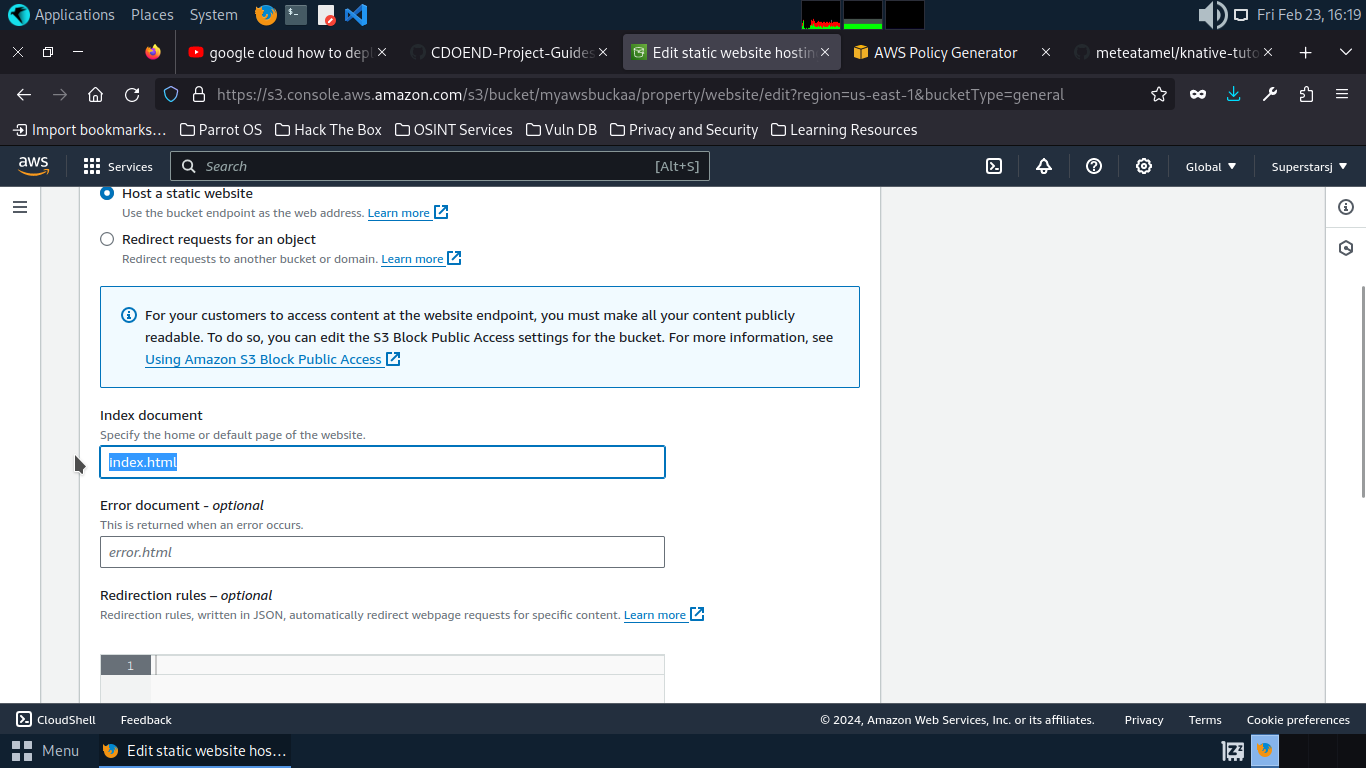 Applications Places System Fri Feb 23, 16:19
google cloud how to depl CDOEND-Project-Guides Edit static website hostin AWS Policy Generator meteatamel/knative-tuto
https://s3.console.aws.amazon.com/s3/bucket/myawsbuckaa/property/website/edit?region=us-east-1&bucketType=general
Import bookmarks… Parrot OS Hack The Box OSINT Services Vuln DB Privacy and Security Learning Resources
aws Services Search [Alt+S] Global Superstarsj
Host a static website
Use the bucket endpoint as the web address. Learn more
Redirect requests for an object
Redirect requests to another bucket or domain. Learn more
For your customers to access content at the website endpoint, you must make all your content publicly
readable. To do so, you can edit the S3 Block Public Access settings for the bucket. For more information, see
Using Amazon S3 Block Public Access
Index document
Specify the home or default page of the website.
index.html
Error document - optional
This is returned when an error occurs.
error.html
Redirection rules – optional
Redirection rules, written in JSON, automatically redirect webpage requests for specific content. Learn more
1
CloudShell Feedback © 2024, Amazon Web Services, Inc. or its affiliates. Privacy Terms Cookie preferences
Menu Edit static website hos…